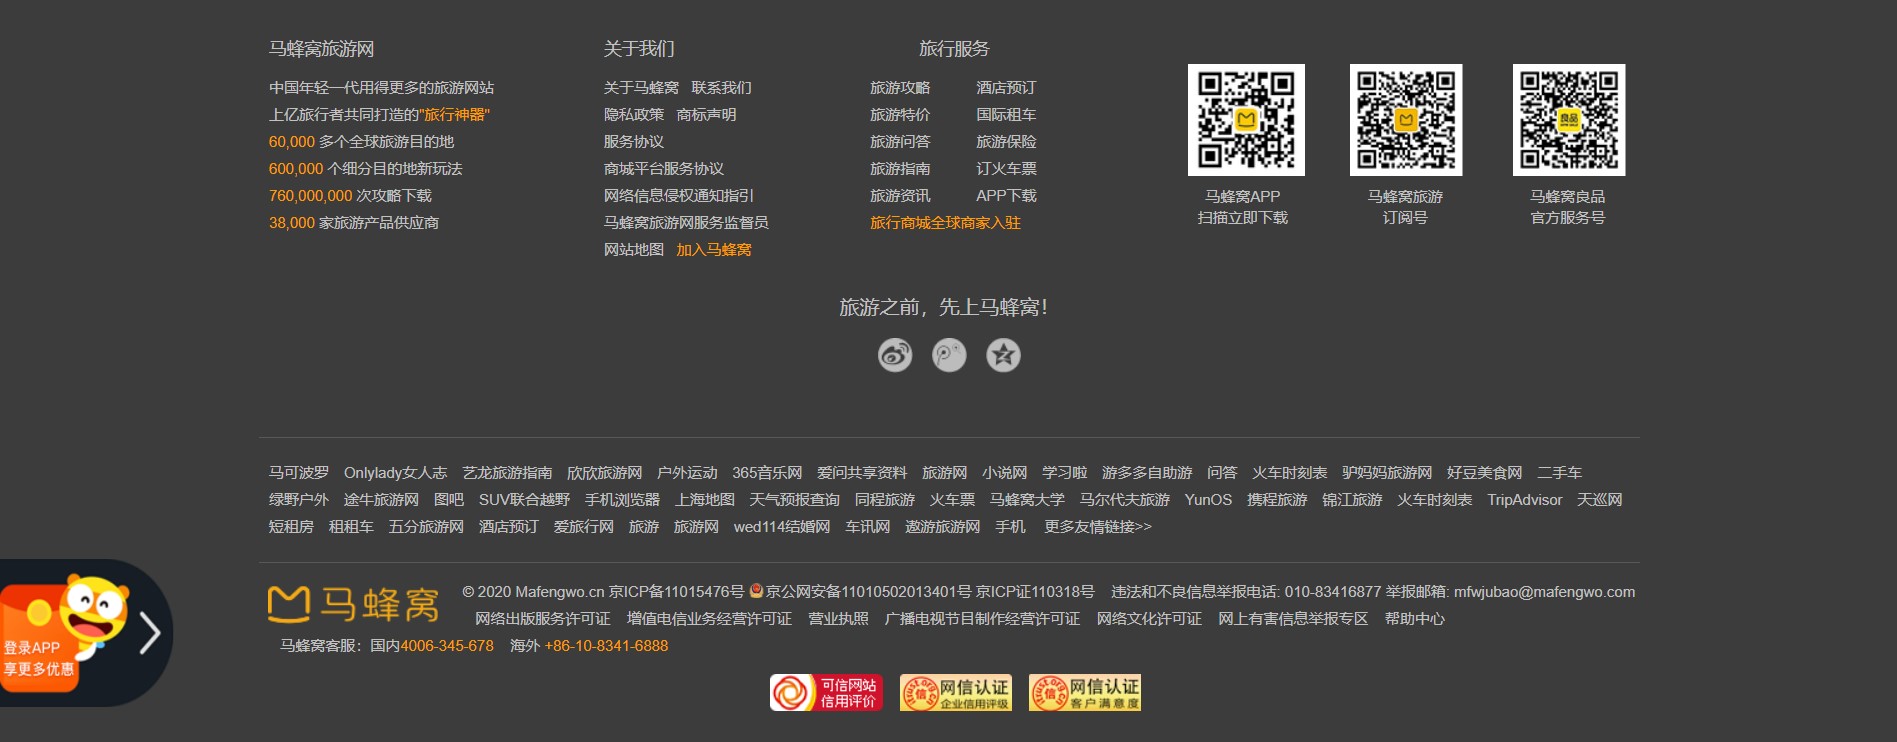 马蜂窝旅游网
中国年轻一代用得更多的旅游网站
上亿旅行者共同打造的"旅行神器"
60,000 多个全球旅游目的地
600,000 个细分目的地新玩法
760,000,000 次攻略下载
38,000 家旅游产品供应商
关于我们
关于马蜂窝 联系我们
隐私政策 商标声明
服务协议
商城平台服务协议
网络信息侵权通知指引
马蜂窝旅游网服务监督员
网站地图 加入马蜂窝
旅行服务
旅游攻略 酒店预订
旅游特价 国际租车
旅游问答 旅游保险
旅游指南 订火车票
旅游资讯 APP下载
旅行商城全球商家入驻
马蜂窝APP
扫描立即下载
马蜂窝旅游
订阅号
良品
马蜂窝良品
官方服务号
旅游之前，先上马蜂窝！
马可波罗 Onlylady女人志 艺龙旅游指南 欣欣旅游网 户外运动 365音乐网 爱问共享资料 旅游网 小说网 学习啦 游多多自助游 问答 火车时刻表 驴妈妈旅游网 好豆美食网 二手车
绿野户外 途牛旅游网 图吧 SUV联合越野 手机浏览器 上海地图 天气预报查询 同程旅游 火车票 马蜂窝大学 马尔代夫旅游 YunOS 携程旅游 锦江旅游 火车时刻表 TripAdvisor 天巡网
短租房 租租车 五分旅游网 酒店预订 爱旅行网 旅游 旅游网 wed114结婚网 车讯网 遨游旅游网 手机 更多友情链接>>
登录APP
享更多优惠
马蜂窝
© 2020 Mafengwo.cn 京ICP备11015476号 京公网安备11010502013401号 京ICP证110318号 违法和不良信息举报电话: 010-83416877 举报邮箱: mfwjubao@mafengwo.com
网络出版服务许可证 增值电信业务经营许可证 营业执照 广播电视节目制作经营许可证 网络文化许可证 网上有害信息举报专区 帮助中心
马蜂窝客服：国内4006-345-678 海外 +86-10-8341-6888
可信网站
信用评价
信
网信认证
企业信用评级
信
网信认证
客户满意度